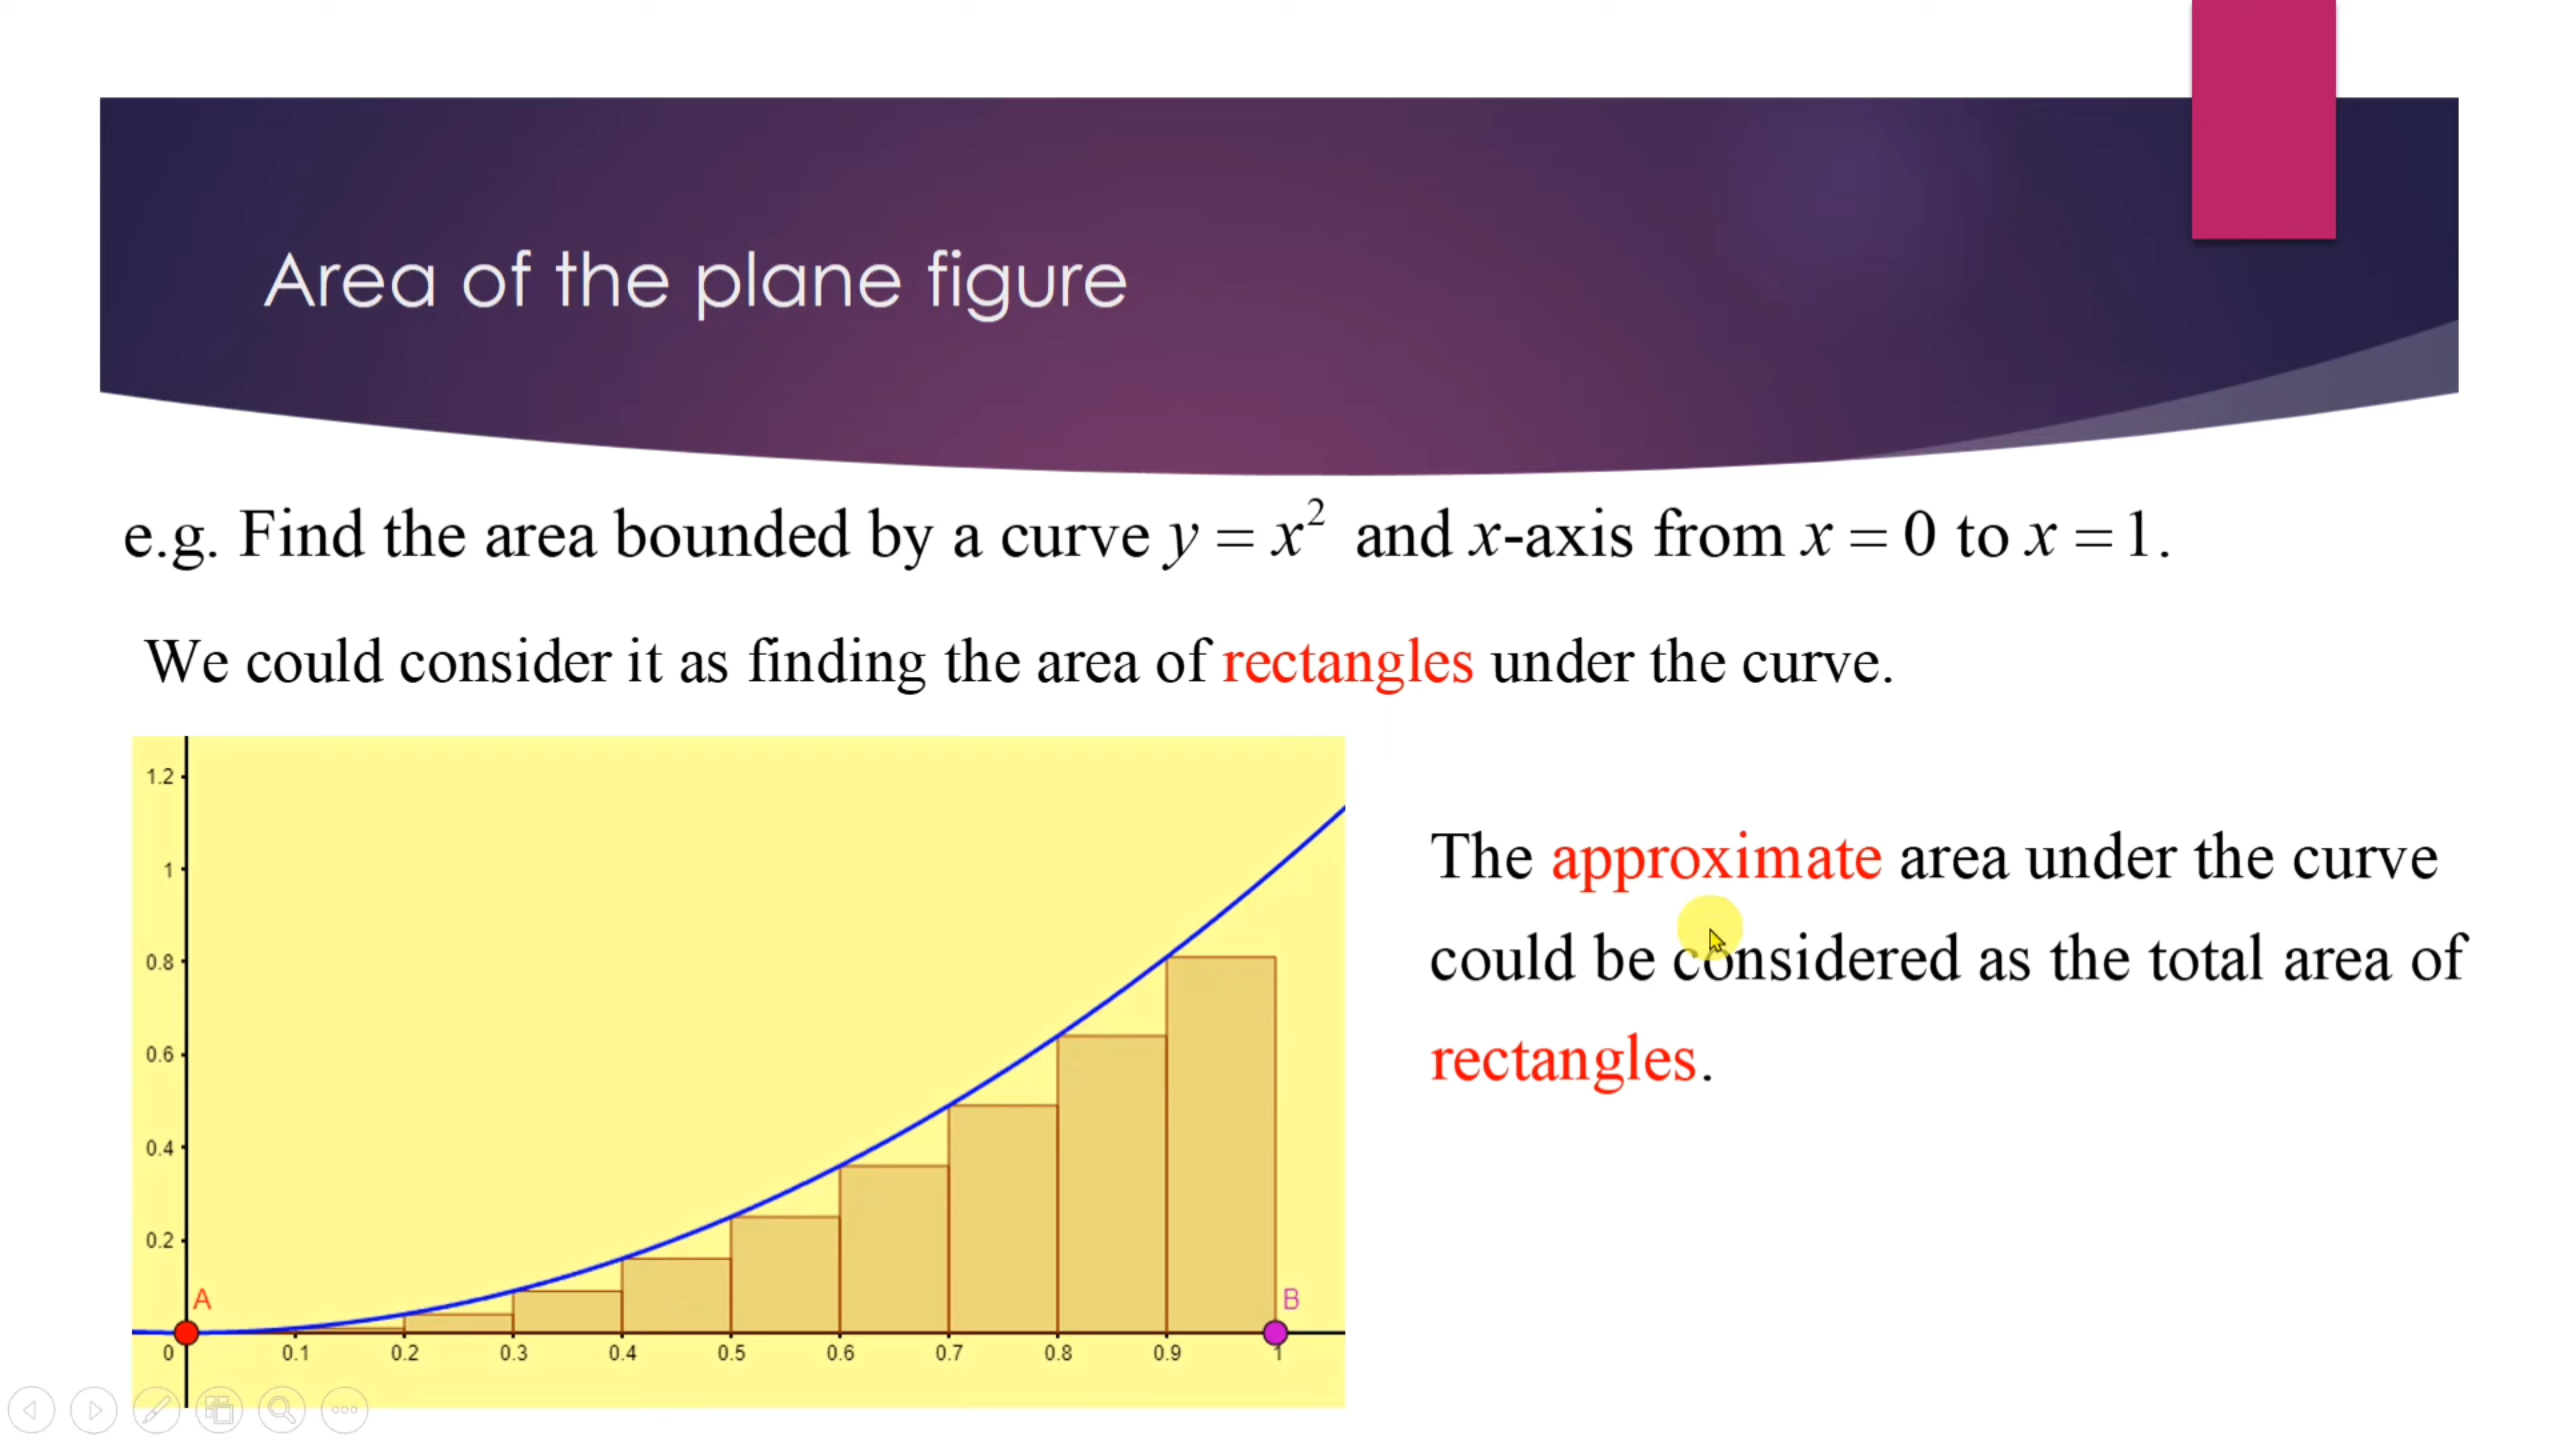 Area of the plane figure
e.g. Find the area bounded by a curve y = x² and x-axis from x = 0 to x = 1.
We could consider it as finding the area of rectangles under the curve.
1.2
1
0.8
0.6
0.4
0.2
A
B
0 0.1 0.2 0.3 0.4 0.5 0.6 0.7 0.8 0.9 1
The approximate area under the curve
could be considered as the total area of
rectangles.